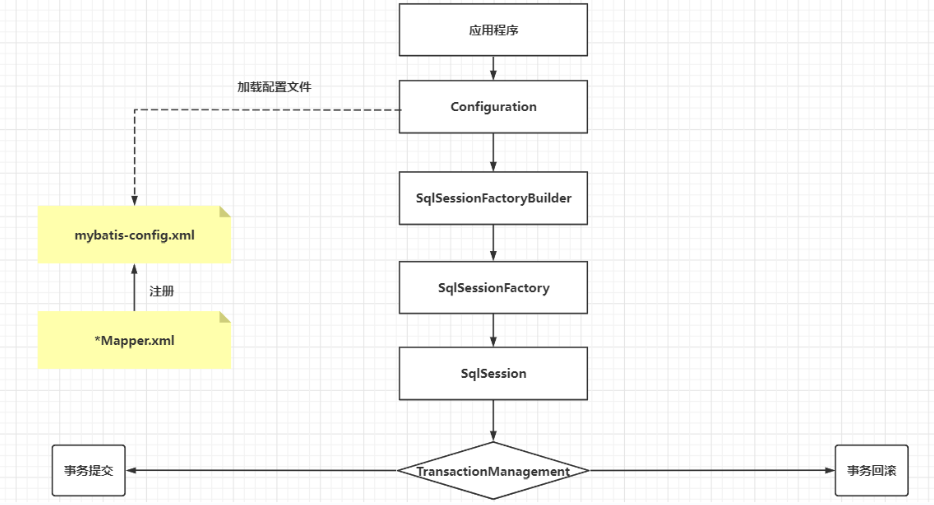 应用程序
加载配置文件
Configuration
SqlSessionFactoryBuilder
mybatis-config.xml
SqlSessionFactory
注册
*Mapper.xml
SqlSession
事务提交
TransactionManagement
事务回滚